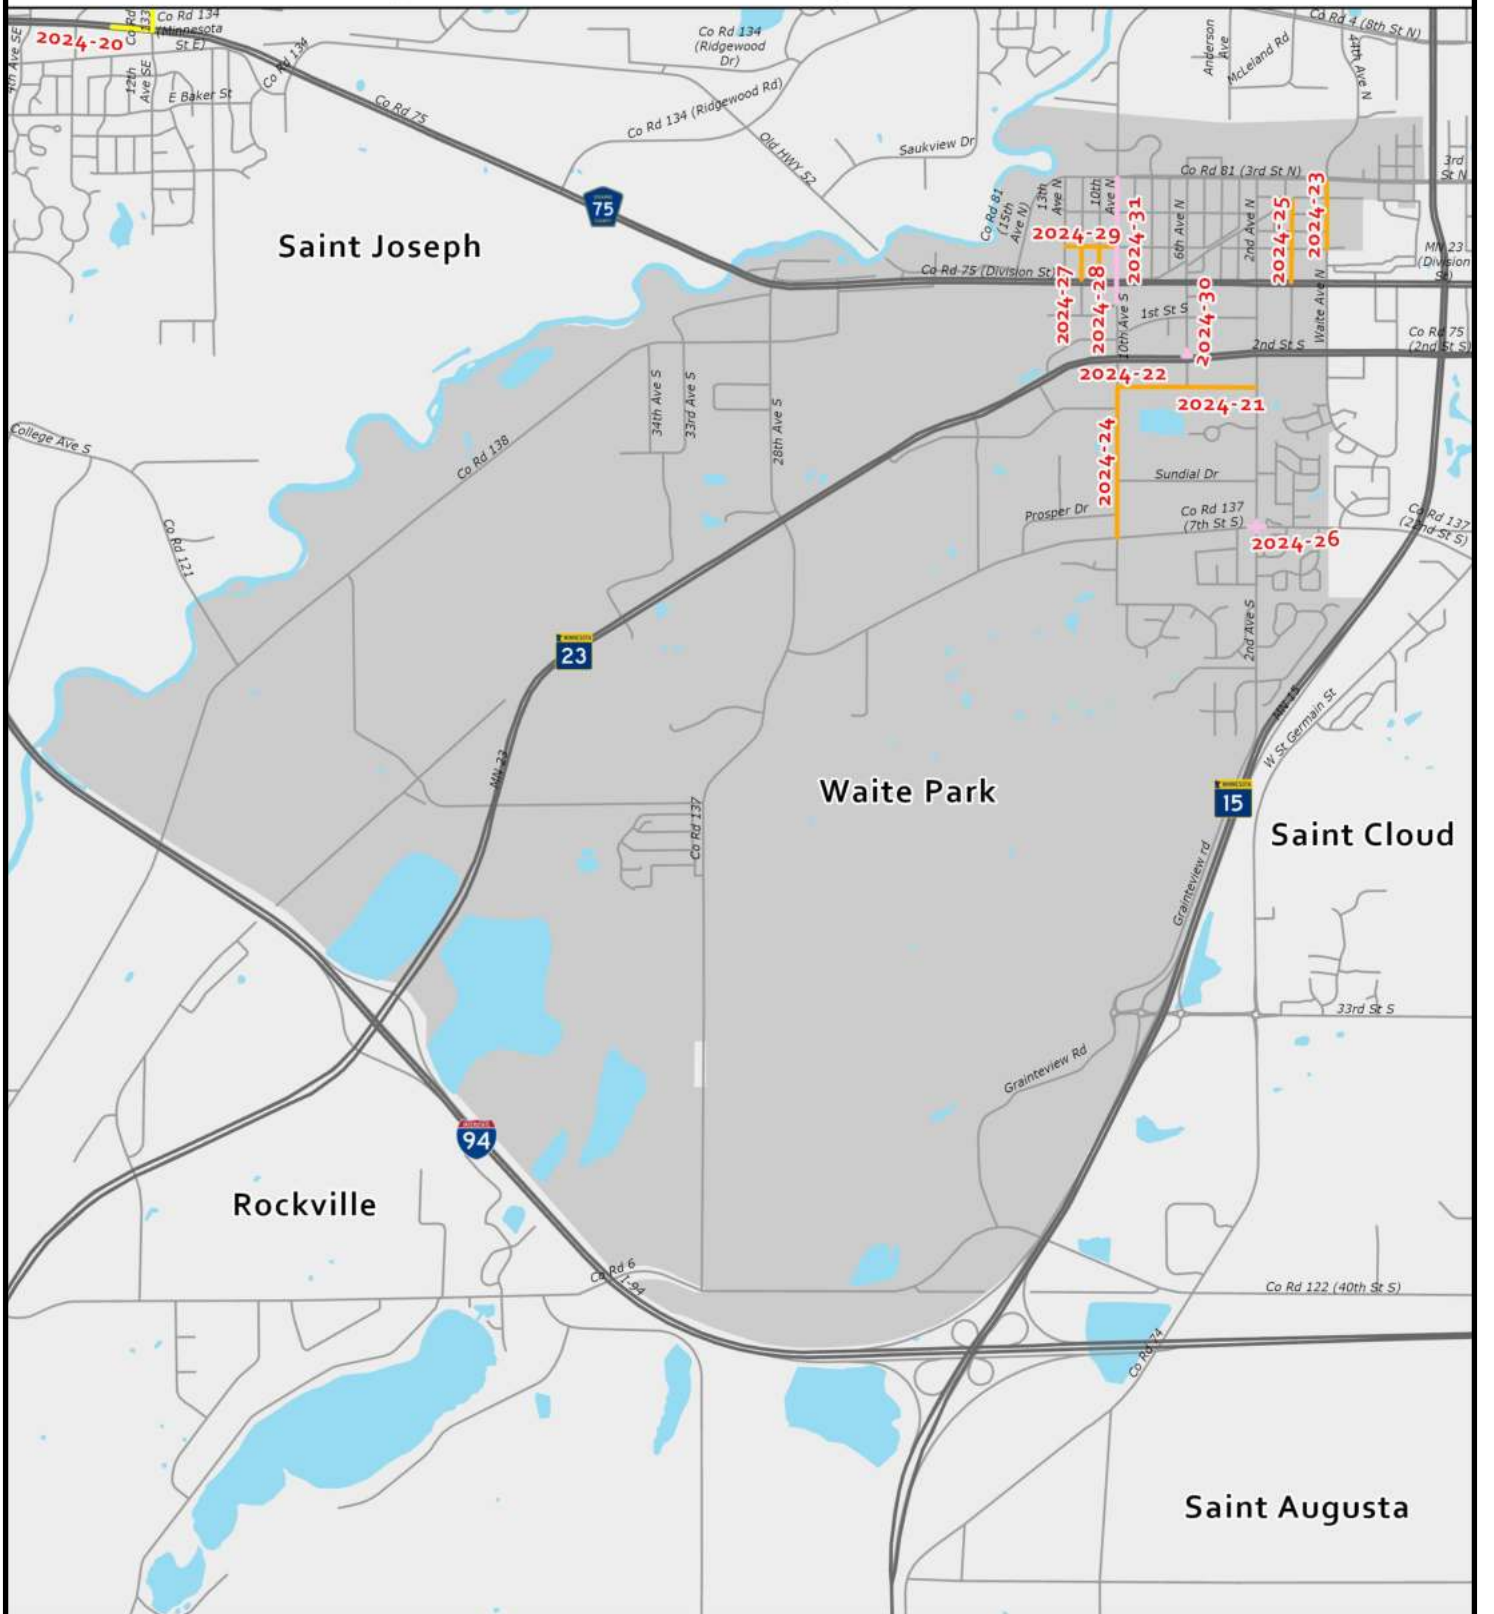 Co Rd 134
(Minnesota
St E)
Co Rd
133
2024-20
4th Ave SE
12th
Ave SE
E Baker St
Co Rd 134
Co Rd 75
Co Rd 134
(Ridgewood
Dr)
Co Rd 134 (Ridgewood Rd)
Old HWY 52
Saukview Dr
Anderson
Ave
McLeland Rd
Co Rd 4 (8th St N)
44th Ave N
3rd
St N
75
Saint Joseph
Co Rd 81
(15th
Ave N)
13th
Ave N
10th
Ave N
Co Rd 81 (3rd St N)
2024-31
6th Ave N
2nd Ave N
2024-25
2024-23
2024-29
MN 23
(Division
St)
Co Rd 75 (Division St)
2024-27
2024-28
10th Ave S
1st St S
2024-30
Waite Ave N
2nd St S
Co Rd 75
(2nd St S)
2024-22
2024-21
34th Ave S
33rd Ave S
28th Ave S
College Ave S
Co Rd 138
2024-24
Sundial Dr
Prosper Dr
Co Rd 137
(7th St S)
Co Rd 137
(22nd St S)
2024-26
Co Rd 121
2nd Ave S
MINNESOTA
23
MN 23
MN 15
W St Germain St
Waite Park
MINNESOTA
15
Co Rd 137
Saint Cloud
Grainteview rd
33rd St S
Grainteview Rd
INTERSTATE
94
Rockville
Co Rd 6
I-94
Co Rd 122 (40th St S)
Co Rd 74
Saint Augusta